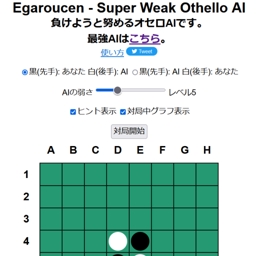 Egaroucen - Super Weak Othello AI
負けようと努めるオセロAIです。
最強AIはこちら。
使い方 Tweet
黒(先手): あなた 白(後手): AI 黒(先手): AI 白(後手): あなた
AIの弱さ レベル5
ヒント表示 対局中グラフ表示
対局開始
A B C D E F G H
1
2
3
4